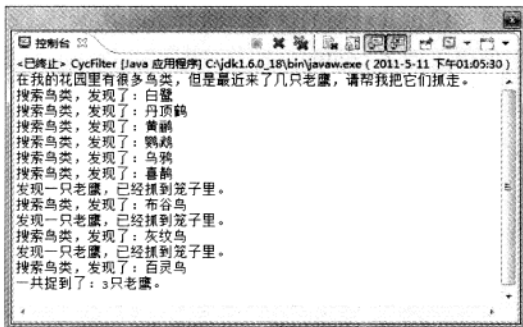 控制台
<已终止> CycFilter [Java 应用程序] C:\jdk1.6.0_18\bin\javaw.exe ( 2011-5-11 下午01:05:30 )
在我的花园里有很多鸟类，但是最近来了几只老鹰，请帮我把它们抓走。
搜索鸟类，发现了：白鹭
搜索鸟类，发现了：丹顶鹤
搜索鸟类，发现了：黄鹂
搜索鸟类，发现了：鹦鹉
搜索鸟类，发现了：乌鸦
搜索鸟类，发现了：喜鹊
发现一只老鹰，已经抓到笼子里。
搜索鸟类，发现了：布谷鸟
发现一只老鹰，已经抓到笼子里。
搜索鸟类，发现了：灰纹鸟
发现一只老鹰，已经抓到笼子里。
搜索鸟类，发现了：百灵鸟
一共捉到了：3只老鹰。